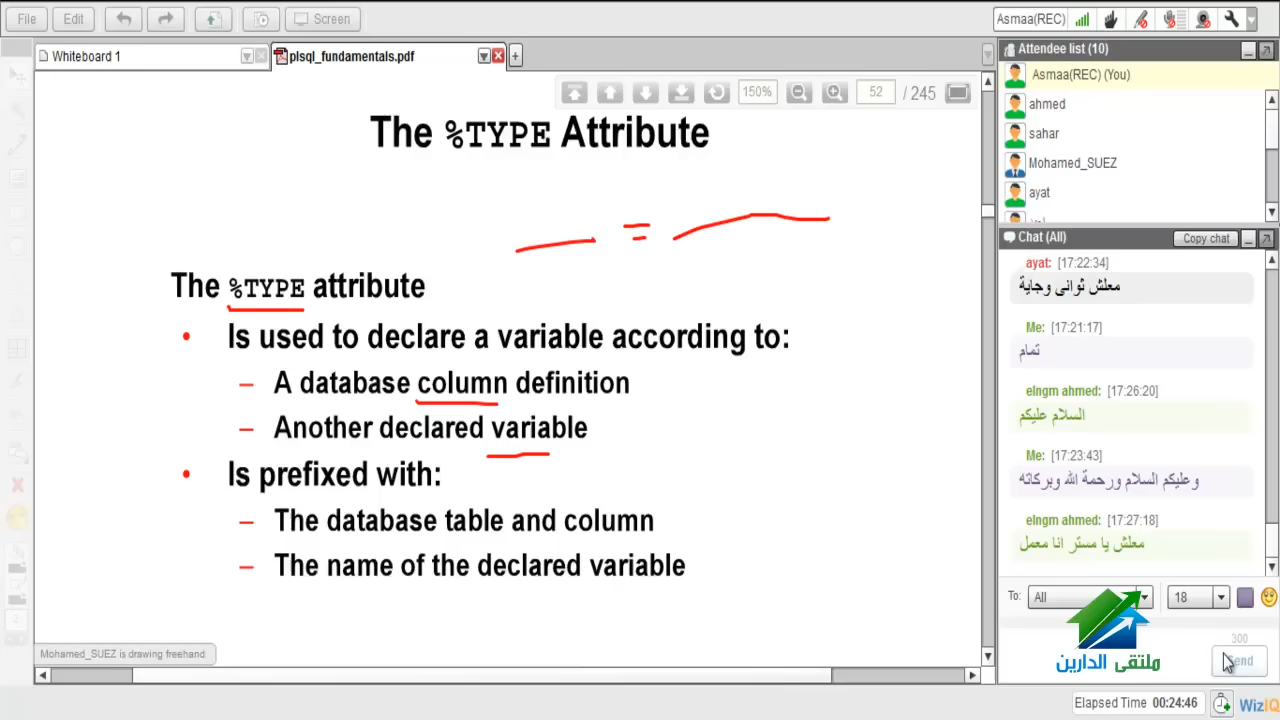 File
Edit
Screen
Asmaa(REC)
Whiteboard 1
plsql_fundamentals.pdf
+
150%
52
/ 245
The %TYPE Attribute
=
The %TYPE attribute
• Is used to declare a variable according to:
– A database column definition
– Another declared variable
• Is prefixed with:
– The database table and column
– The name of the declared variable
Mohamed_SUEZ is drawing freehand
Attendee list (10)
Asmaa(REC) (You)
ahmed
sahar
Mohamed_SUEZ
ayat
Chat (All)
Copy chat
ayat: [17:22:34]
معلش ثوانى وجاية
Me: [17:21:17]
تمام
elngm ahmed: [17:26:20]
السلام عليكم
Me: [17:23:43]
وعليكم السلام ورحمة الله وبركاته
elngm ahmed: [17:27:18]
معلش يا مستر انا معمل
To:
All
18
300
Send
ملتقى الدارين
Elapsed Time 00:24:46
WizIQ